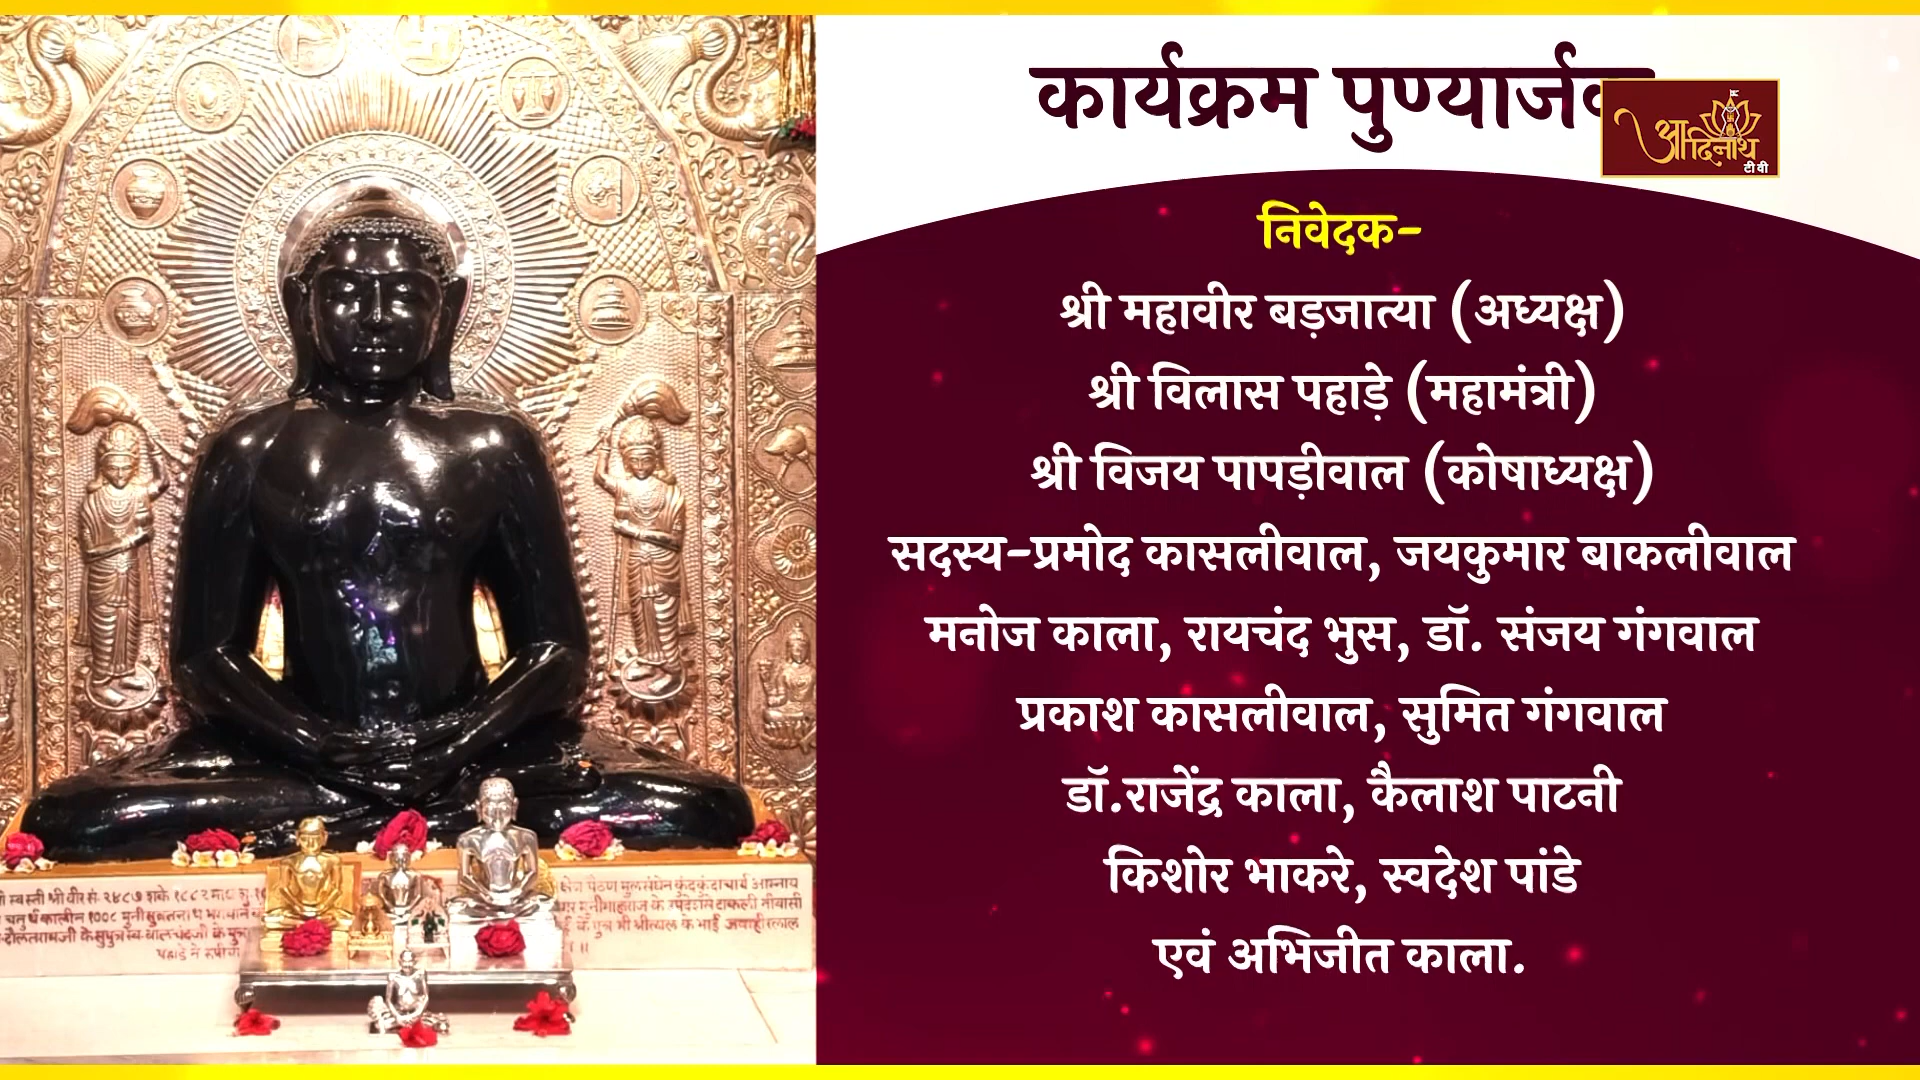 कार्यक्रम
आदिनाथ
टीवी
निवेदक-
श्री महावीर बड़जात्या (अध्यक्ष)
श्री विलास पहाड़े (महामंत्री)
श्री विजय पापड़ीवाल (कोषाध्यक्ष)
सदस्य-प्रमोद कासलीवाल, जयकुमार बाकलीवाल
मनोज काला, रायचंद भुस, डॉ. संजय गंगवाल
प्रकाश कासलीवाल, सुमित गंगवाल
डॉ.राजेंद्र काला, कैलाश पाटनी
किशोर भाकरे, स्वदेश पांडे
एवं अभिजीत काला.